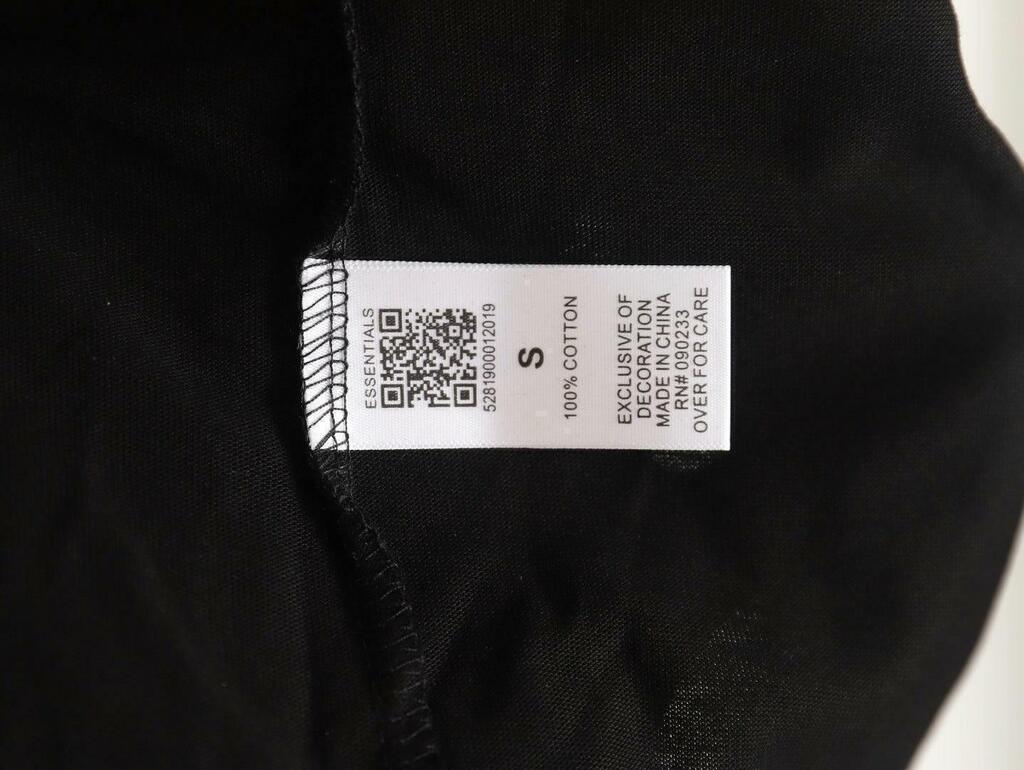 ESSENTIALS
5281900012019
S
100% COTTON
EXCLUSIVE OF
DECORATION
MADE IN CHINA
RN# 090233
OVER FOR CARE